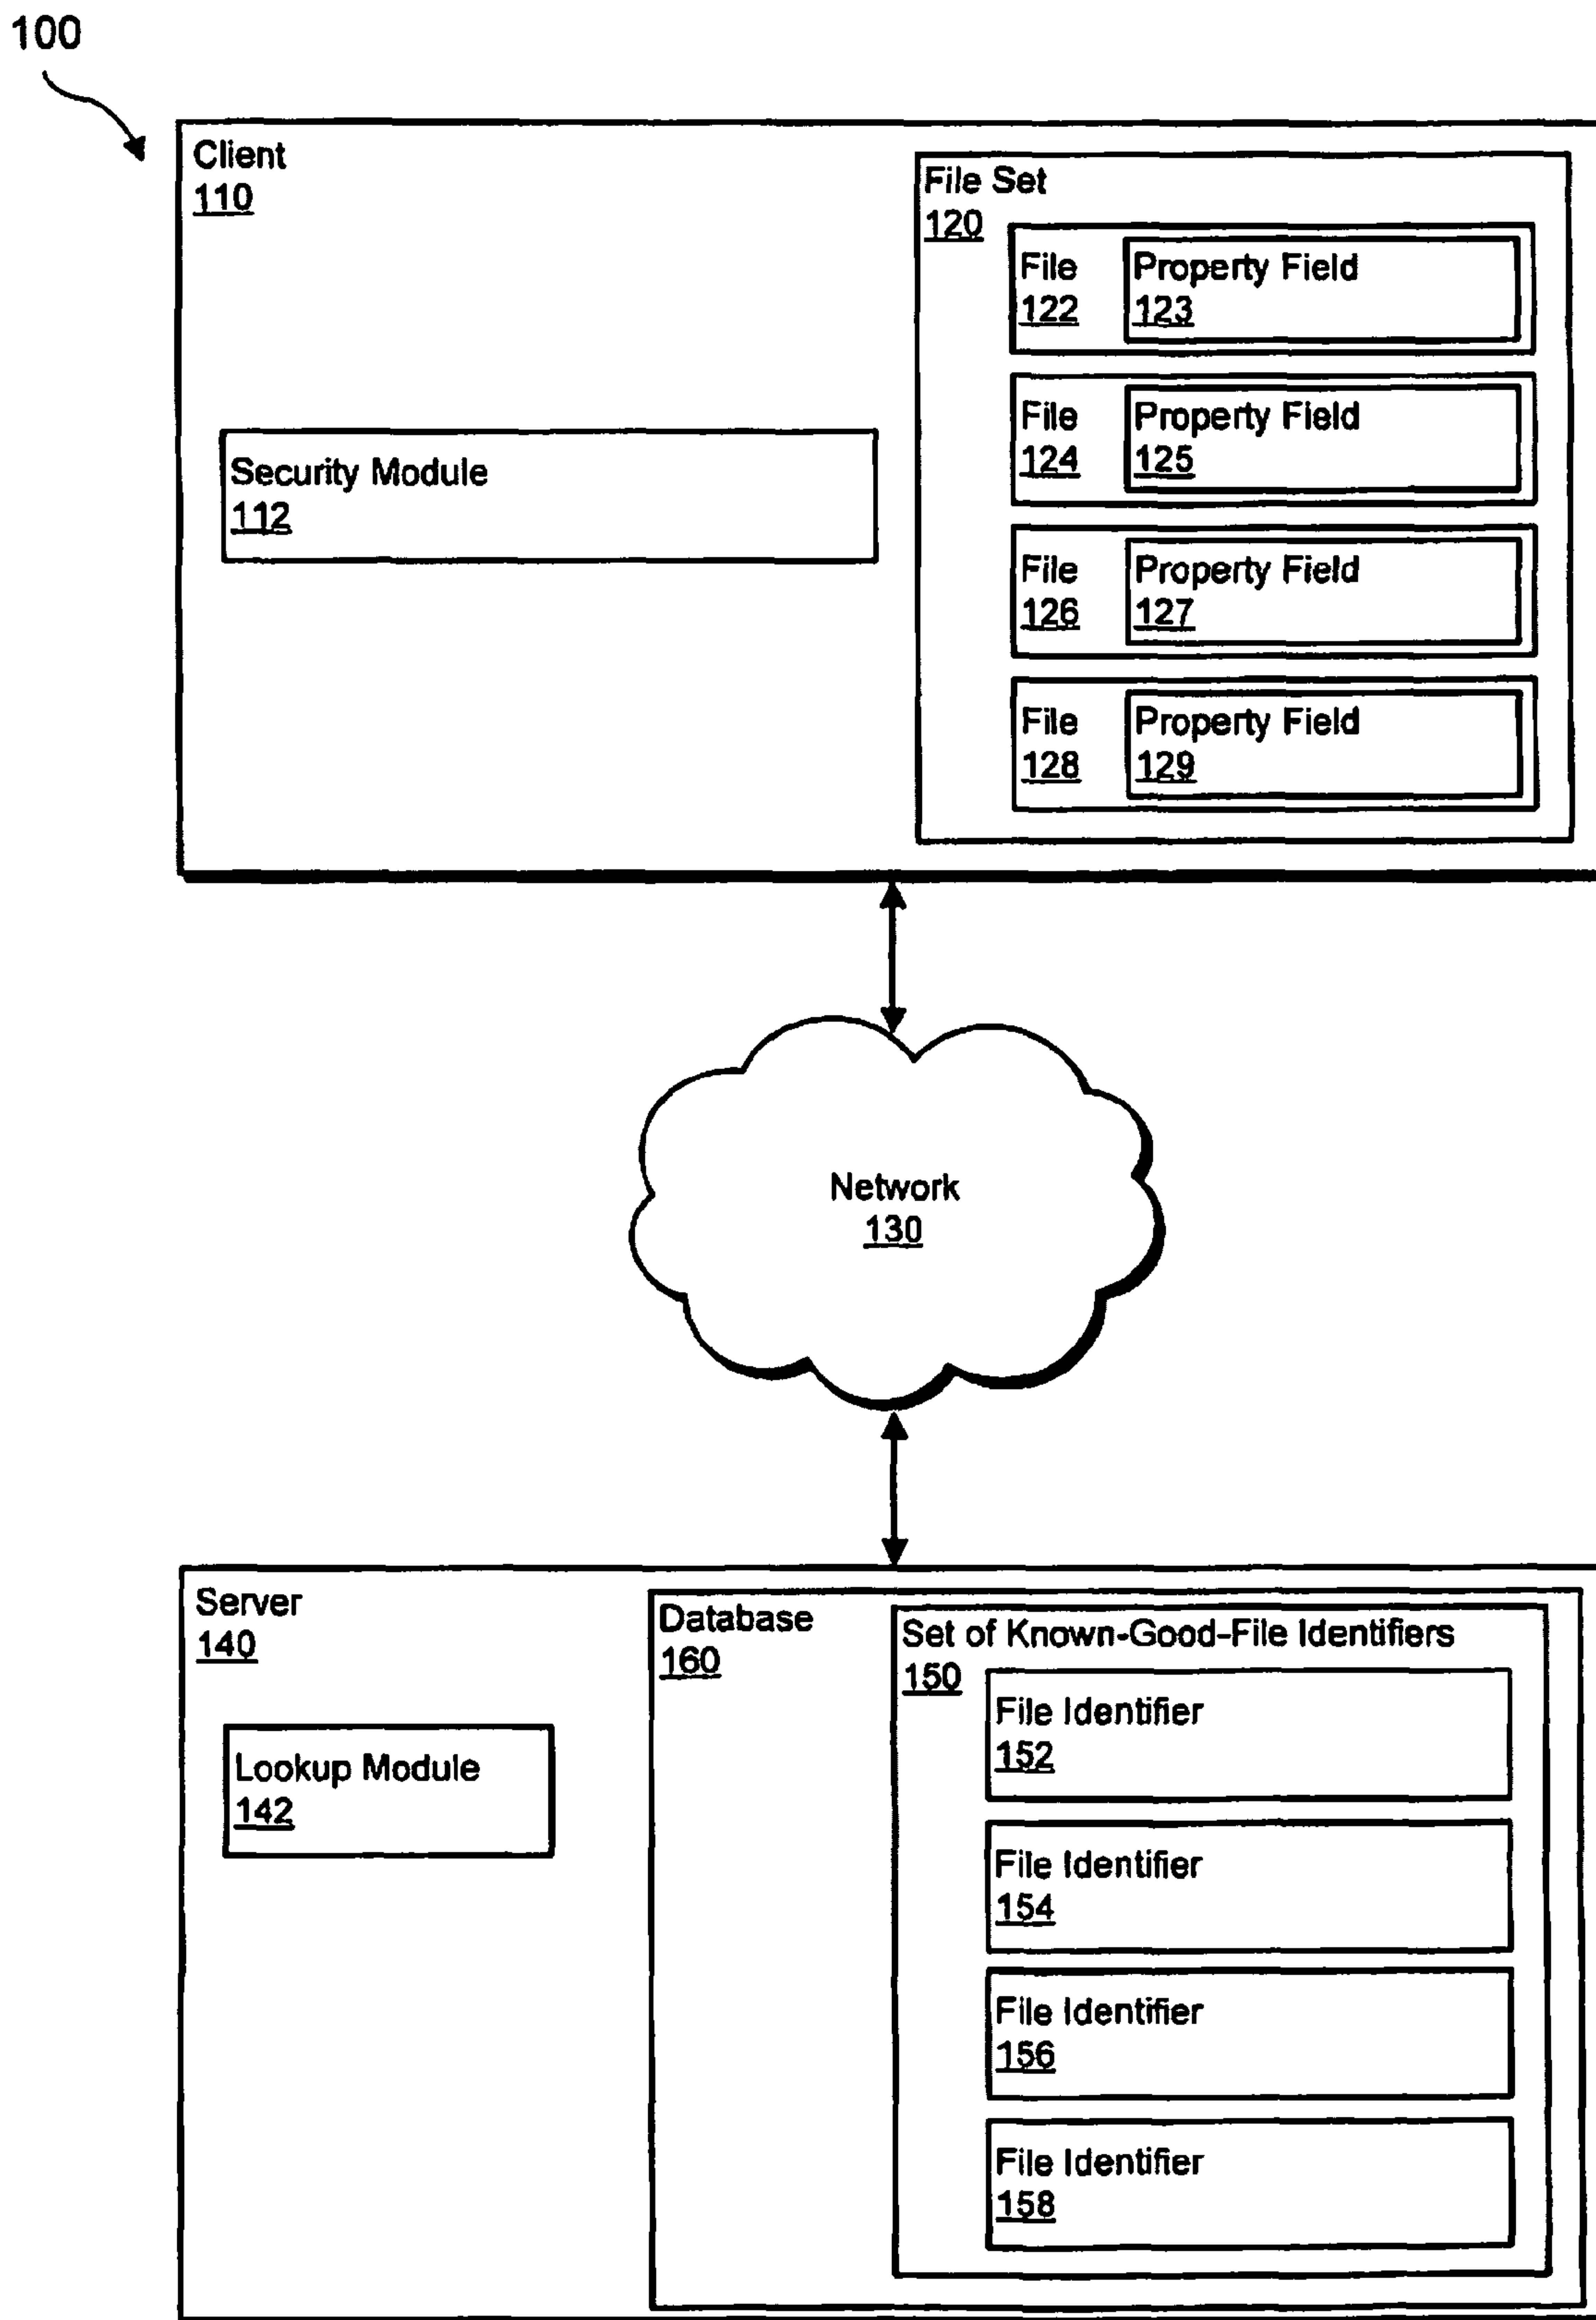 100
Client
110
File Set
120
File
122
Property Field
123
File
124
Property Field
125
File
126
Property Field
127
File
128
Property Field
129
Security Module
112
Network
130
Server
140
Lookup Module
142
Database
160
Set of Known-Good-File Identifiers
150
File Identifier
152
File Identifier
154
File Identifier
156
File Identifier
158